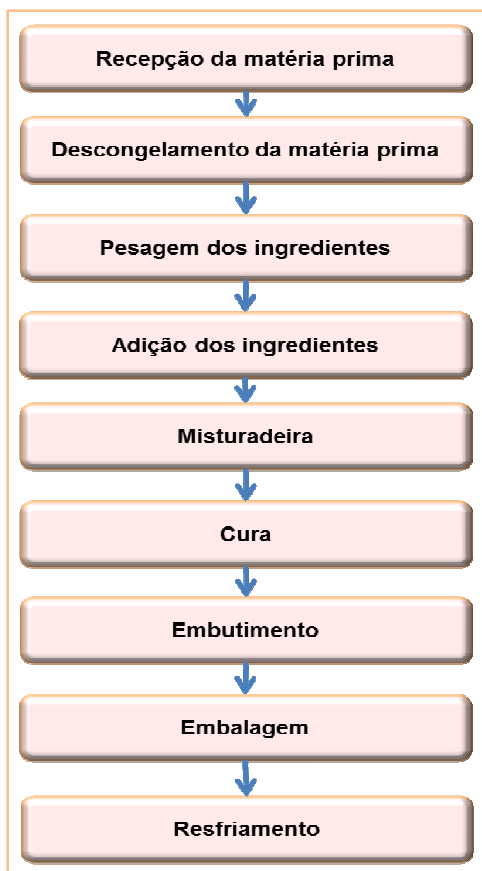 Recepção da matéria prima
Descongelamento da matéria prima
Pesagem dos ingredientes
Adição dos ingredientes
Misturadeira
Cura
Embutimento
Embalagem
Resfriamento